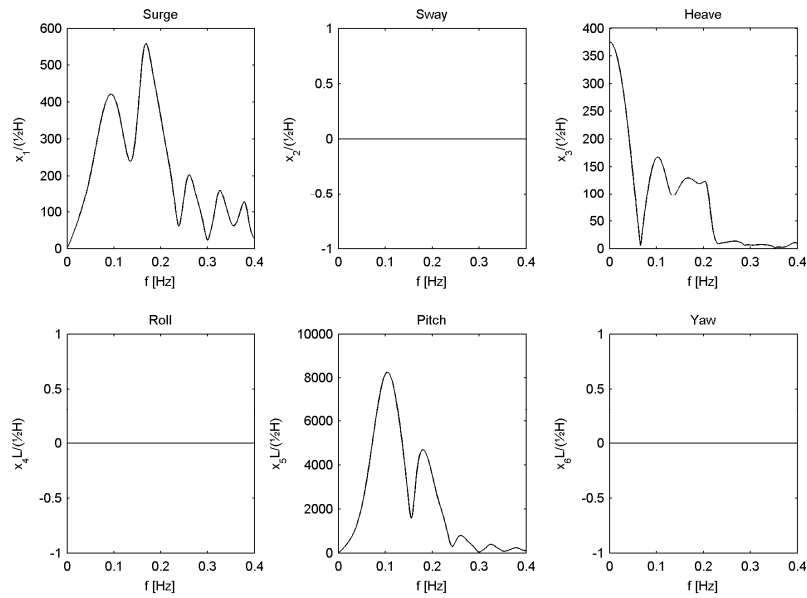 Surge
600
500
400
300
200
100
0
x1/(½H)
0 0.1 0.2 0.3 0.4
f [Hz]
Sway
1
0.5
0
-0.5
-1
x2/(½H)
0 0.1 0.2 0.3 0.4
f [Hz]
Heave
400
350
300
250
200
150
100
50
0
x3/(½H)
0 0.1 0.2 0.3 0.4
f [Hz]
Roll
1
0.5
0
-0.5
-1
x4L/(½H)
0 0.1 0.2 0.3 0.4
f [Hz]
Pitch
10000
8000
6000
4000
2000
0
x5L/(½H)
0 0.1 0.2 0.3 0.4
f [Hz]
Yaw
1
0.5
0
-0.5
-1
x6L/(½H)
0 0.1 0.2 0.3 0.4
f [Hz]